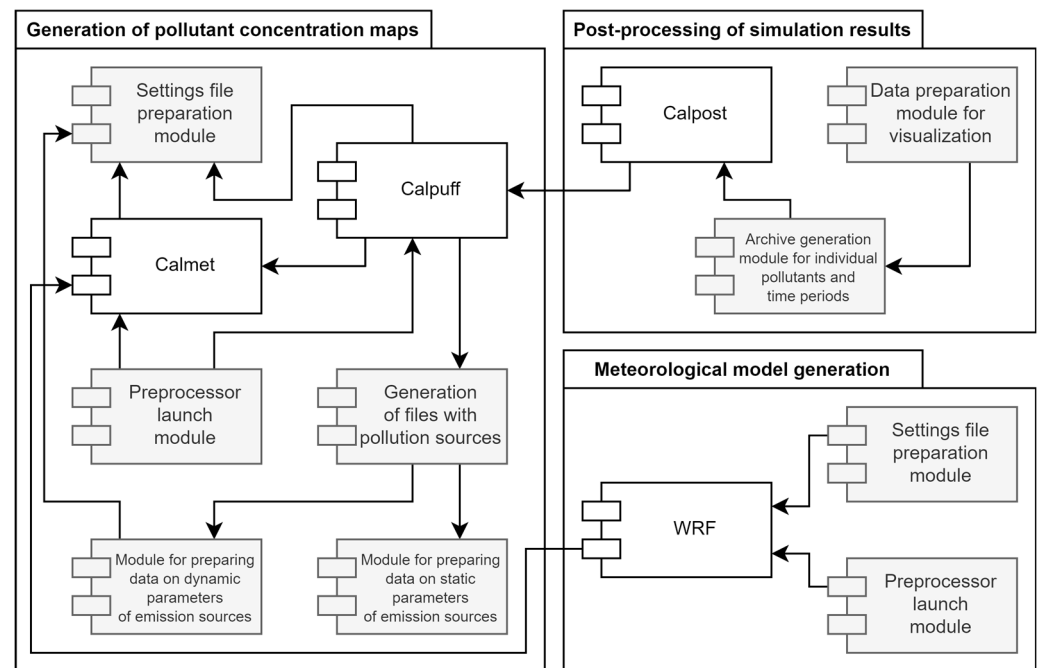 Generation of pollutant concentration maps
Settings file
preparation
module
Calpuff
Calmet
Preprocessor
launch
module
Generation
of files with
pollution sources
Module for preparing
data on dynamic
parameters
of emission sources
Module for preparing
data on static
parameters
of emission sources
Post-processing of simulation results
Calpost
Data preparation
module for
visualization
Archive generation
module for individual
pollutants and
time periods
Meteorological model generation
Settings file
preparation
module
WRF
Preprocessor
launch
module